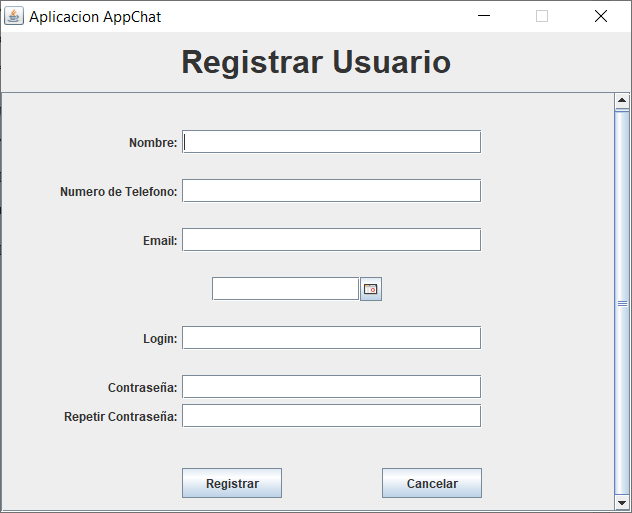 Aplicacion AppChat
Registrar Usuario
Nombre:
Numero de Telefono:
Email:
Login:
Contraseña:
Repetir Contraseña:
Registrar
Cancelar